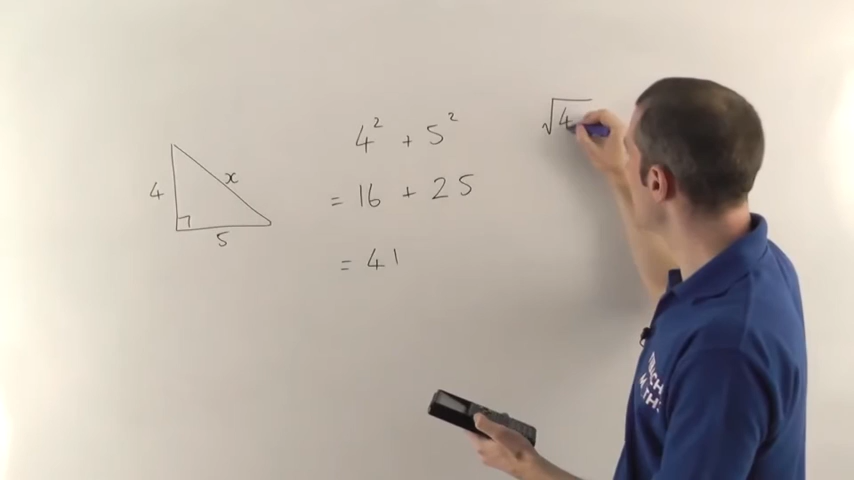 4² + 5²
= 16 + 25
= 41
√4
4
x
5